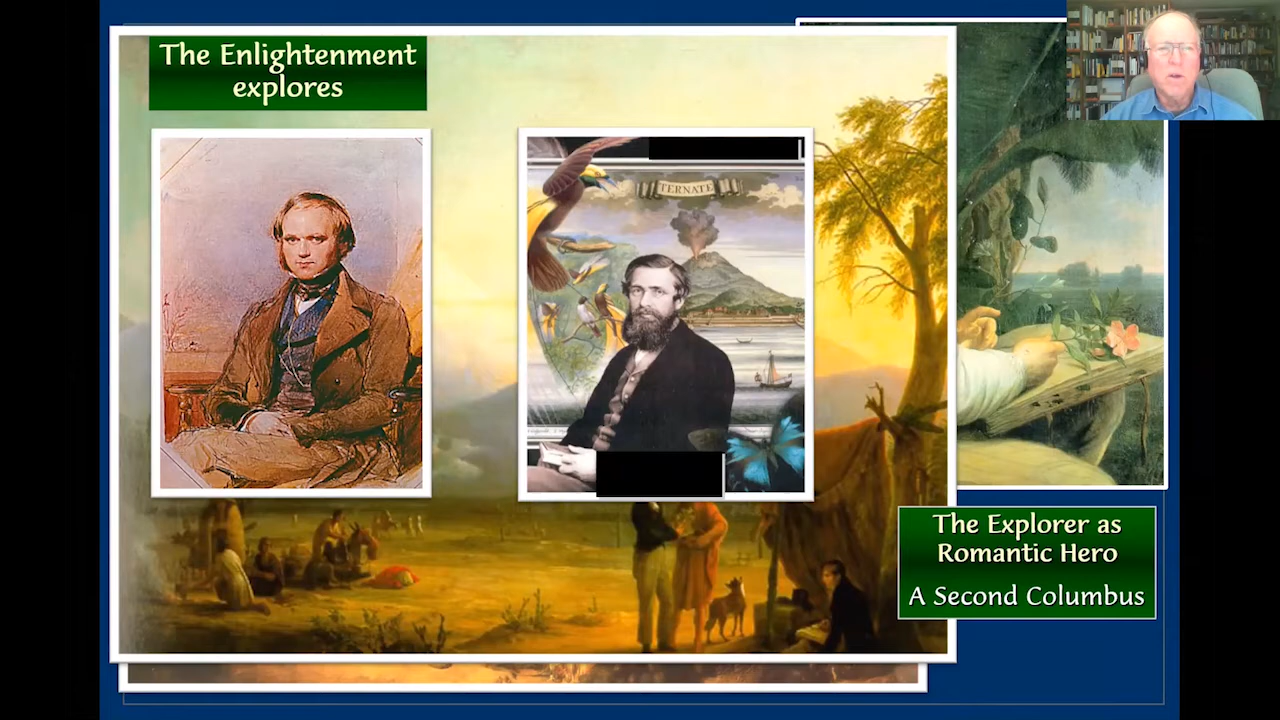 The Enlightenment
explores
TERNATE
The Explorer as
Romantic Hero
A Second Columbus